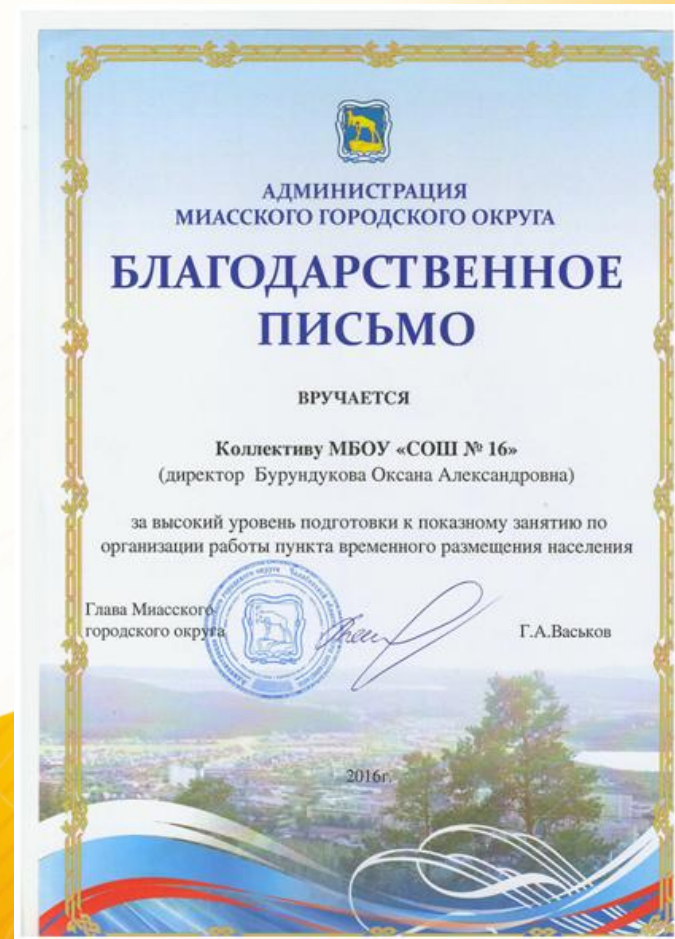 АДМИНИСТРАЦИЯ
МИАССКОГО ГОРОДСКОГО ОКРУГА
БЛАГОДАРСТВЕННОЕ
ПИСЬМО
ВРУЧАЕТСЯ
Коллективу МБОУ «СОШ № 16»
(директор Бурундукова Оксана Александровна)
за высокий уровень подготовки к показному занятию по
организации работы пункта временного размещения населения
Глава Миасского
городского округа
Г.А.Васьков
2016г.